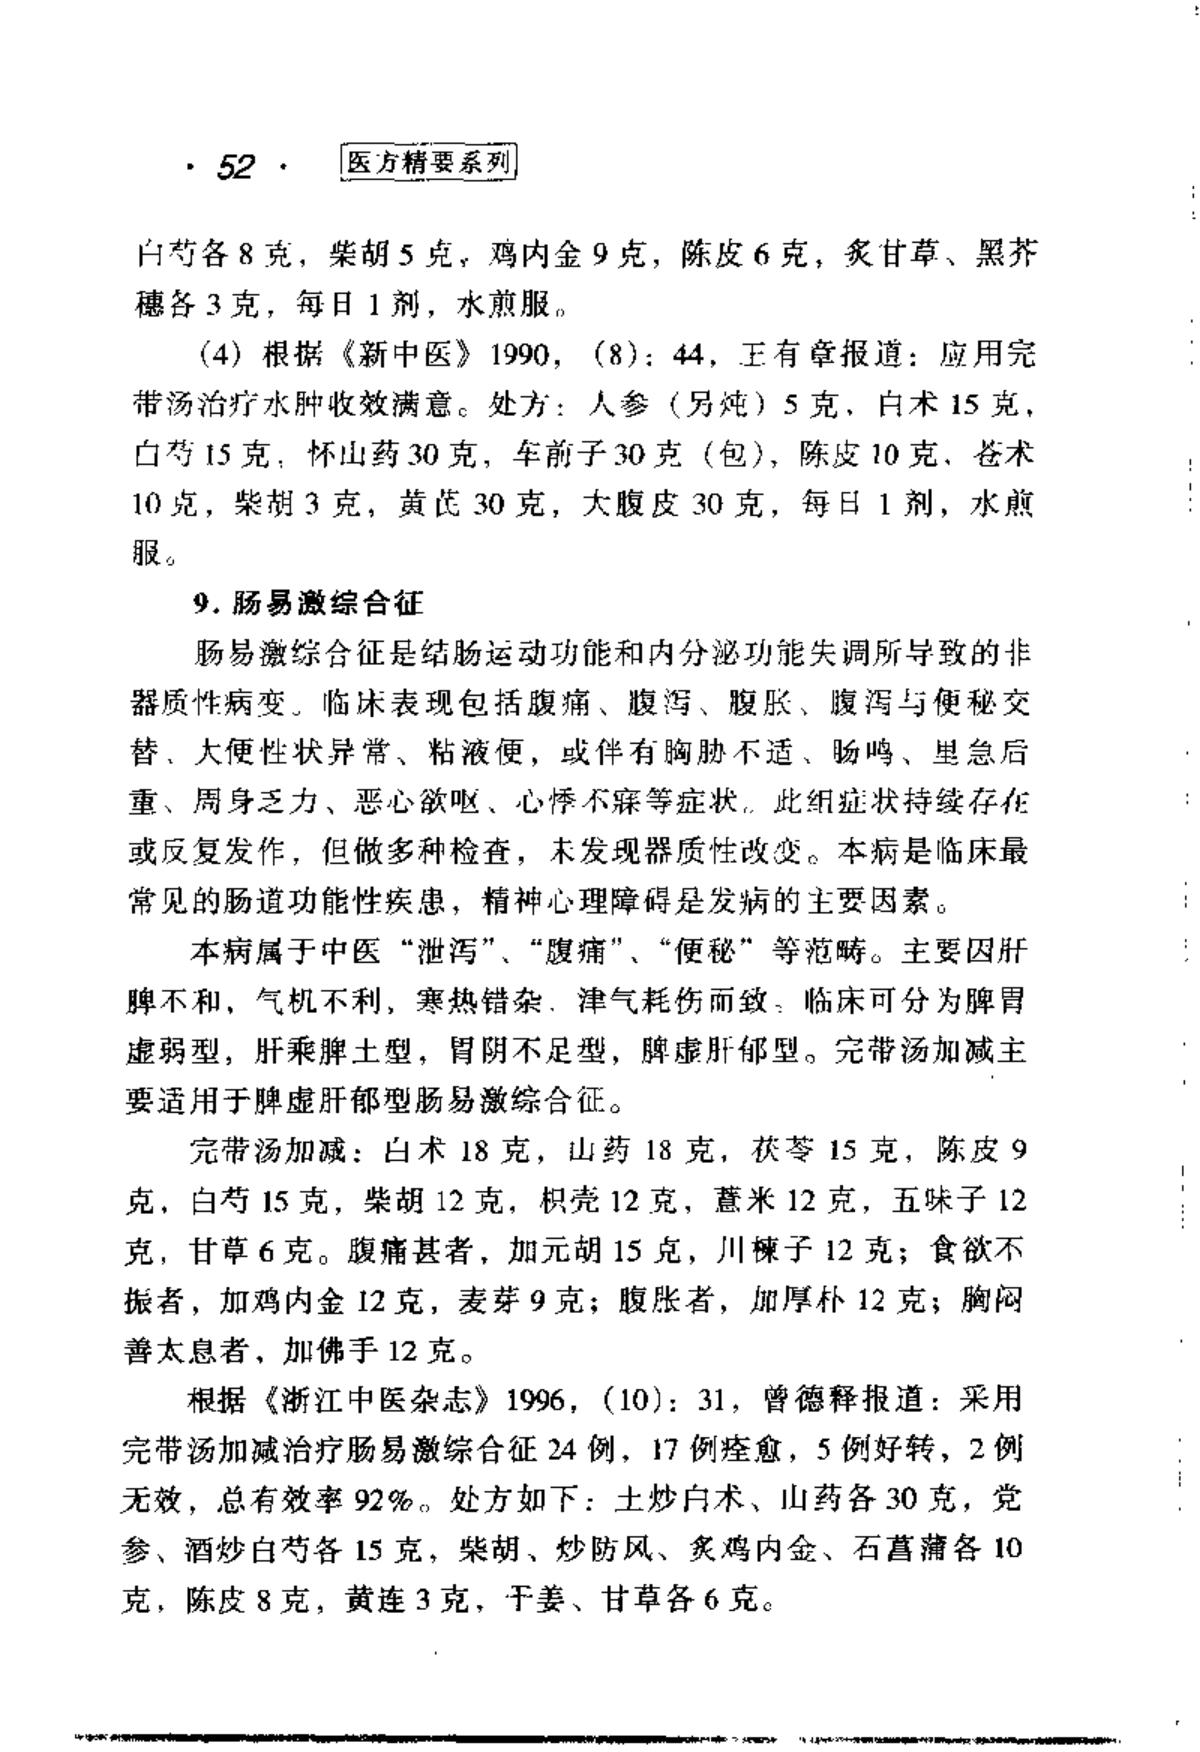 · 52 · 医方精要系列
白芍各 8 克，柴胡 5 克，鸡内金 9 克，陈皮 6 克，炙甘草、黑芥
穗各 3 克，每日 1 剂，水煎服。
(4) 根据《新中医》1990，(8)：44，王有章报道：应用完
带汤治疗水肿收效满意。处方：人参（另炖）5 克，白术 15 克，
白芍 15 克，怀山药 30 克，车前子 30 克（包），陈皮 10 克，苍术
10 克，柴胡 3 克，黄芪 30 克，大腹皮 30 克，每日 1 剂，水煎
服。
9. 肠易激综合征
肠易激综合征是结肠运动功能和内分泌功能失调所导致的非
器质性病变。临床表现包括腹痛、腹泻、腹胀、腹泻与便秘交
替、大便性状异常、粘液便，或伴有胸胁不适、肠鸣、里急后
重、周身乏力、恶心欲呕、心悸不寐等症状。此组症状持续存在
或反复发作，但做多种检查，未发现器质性改变。本病是临床最
常见的肠道功能性疾患，精神心理障碍是发病的主要因素。
本病属于中医“泄泻”、“腹痛”、“便秘”等范畴。主要因肝
脾不和，气机不利，寒热错杂，津气耗伤而致。临床可分为脾胃
虚弱型，肝乘脾土型，胃阴不足型，脾虚肝郁型。完带汤加减主
要适用于脾虚肝郁型肠易激综合征。
完带汤加减：白术 18 克，山药 18 克，茯苓 15 克，陈皮 9
克，白芍 15 克，柴胡 12 克，枳壳 12 克，薏米 12 克，五味子 12
克，甘草 6 克。腹痛甚者，加元胡 15 克，川楝子 12 克；食欲不
振者，加鸡内金 12 克，麦芽 9 克；腹胀者，加厚朴 12 克；胸闷
善太息者，加佛手 12 克。
根据《浙江中医杂志》1996，(10)：31，曾德释报道：采用
完带汤加减治疗肠易激综合征 24 例，17 例痊愈，5 例好转，2 例
无效，总有效率 92%。处方如下：土炒白术、山药各 30 克，党
参、酒炒白芍各 15 克，柴胡、炒防风、炙鸡内金、石菖蒲各 10
克，陈皮 8 克，黄连 3 克，干姜、甘草各 6 克。